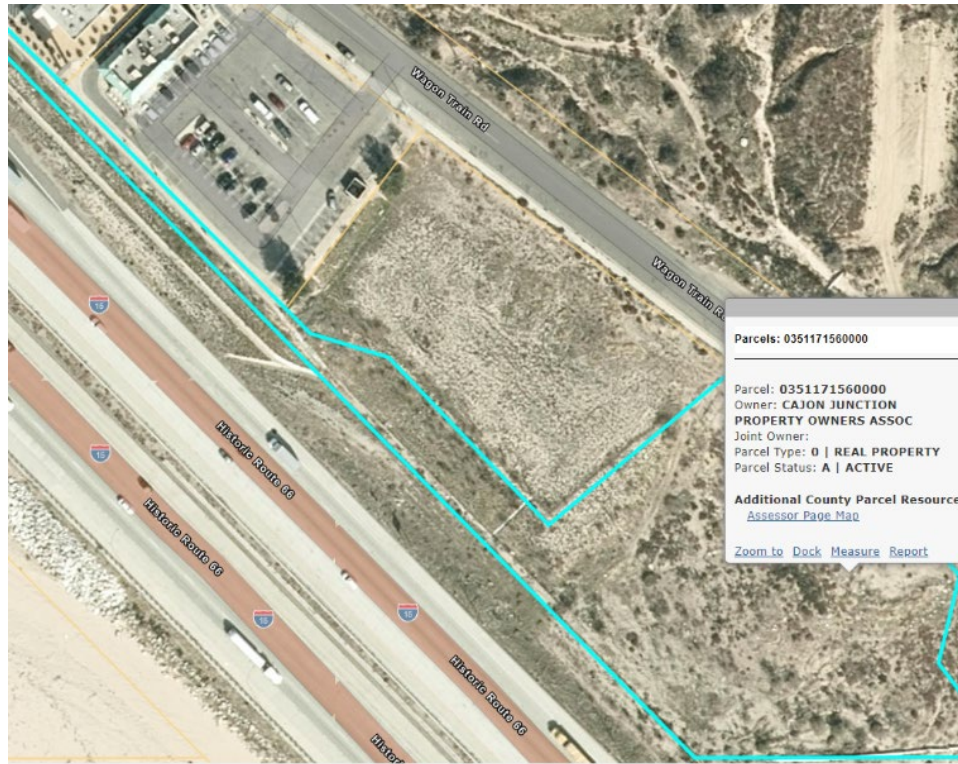 Wagon Train Rd
Wagon Train R
Parcels: 0351171560000
Parcel: 0351171560000
Owner: CAJON JUNCTION
PROPERTY OWNERS ASSOC
Joint Owner:
Parcel Type: 0 | REAL PROPERTY
Parcel Status: A | ACTIVE
Additional County Parcel Resource
Assessor Page Map
Zoom to Dock Measure Report
15
Historic Route 66
15
Historic Route 66
15
15
Historic Route 66
Historic